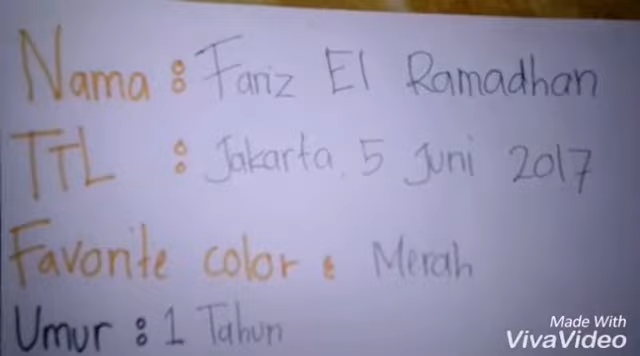 Nama : Fariz El Ramadhan
TTL : Jakarta, 5 Juni 2017
Favorite color : Merah
Umur : 1 Tahun
Made With
VivaVideo